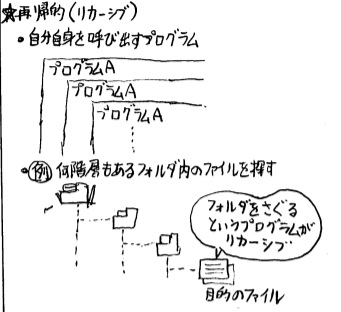 ☆再帰的(リカーシブ)
・自分自身を呼び出すプログラム
プログラムA
プログラムA
プログラムA
・例 何階層もあるフォルダ内のファイルを探す
フォルダをさぐる
というプログラムが
リカーシブ
目的のファイル